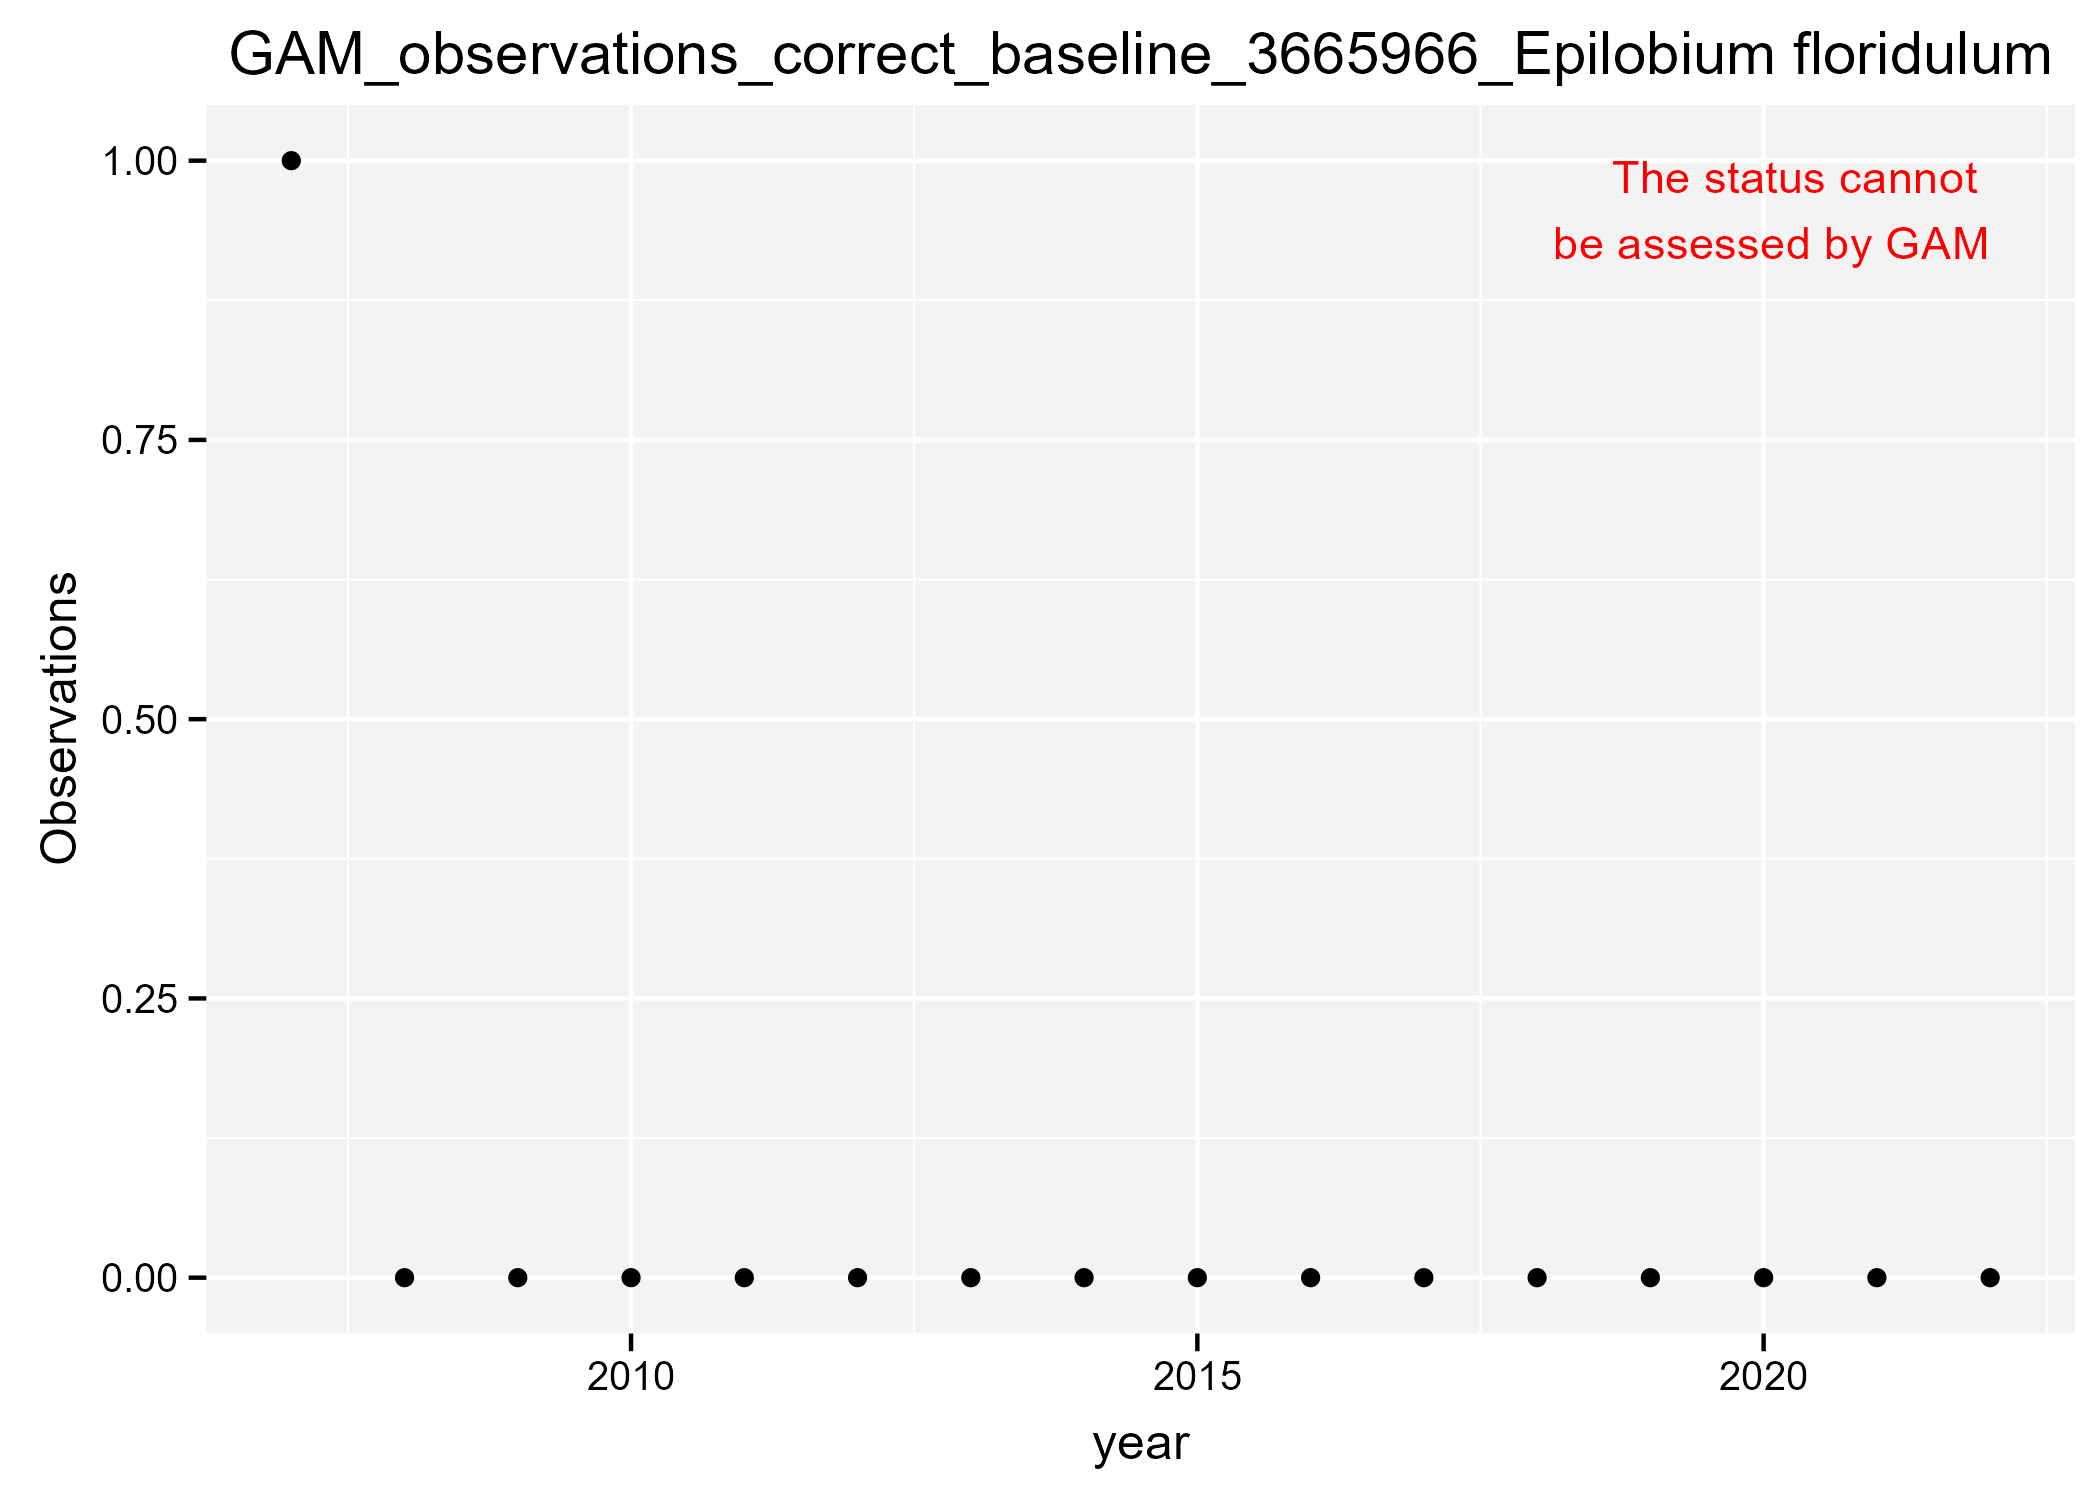 GAM_observations_correct_baseline_3665966_Epilobium floridulum
The status cannot
be assessed by GAM
1.00
0.75
0.50
0.25
0.00
Observations
2010
2015
2020
year